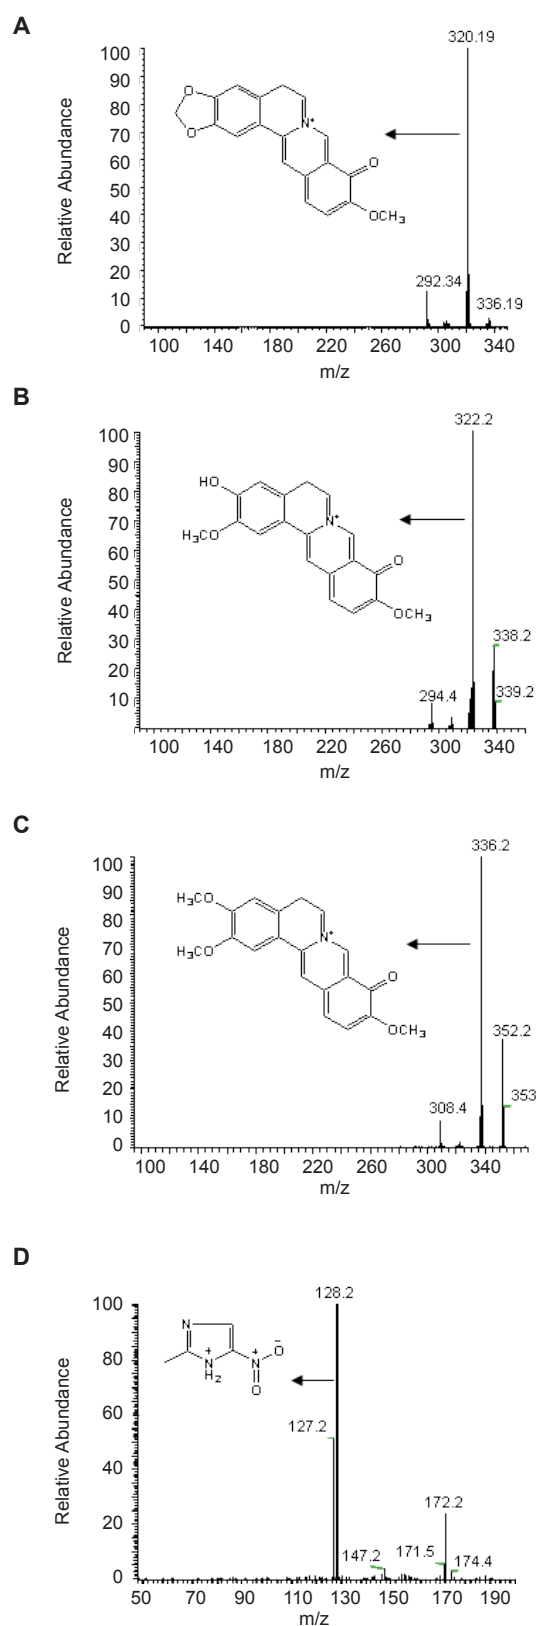 A
320.19
100
90
80
70
60
50
40
30
20
10
0
Relative Abundance
O
O
N+
O
OCH3
292.34
336.19
100 140 180 220 260 300 340
m/z
B
322.2
100
90
80
70
60
50
40
30
20
10
Relative Abundance
HO
H3CO
N+
O
OCH3
338.2
339.2
294.4
100 140 180 220 260 300 340
m/z
C
336.2
100
90
80
70
60
50
40
30
20
10
0
Relative Abundance
H3CO
H3CO
N+
O
OCH3
352.2
353
308.4
100 140 180 220 260 300 340
m/z
D
128.2
100
80
60
40
20
0
Relative Abundance
N
+
N
H2
+
N
O
-
O
127.2
172.2
147.2
171.5
174.4
50 70 90 110 130 150 170 190
m/z